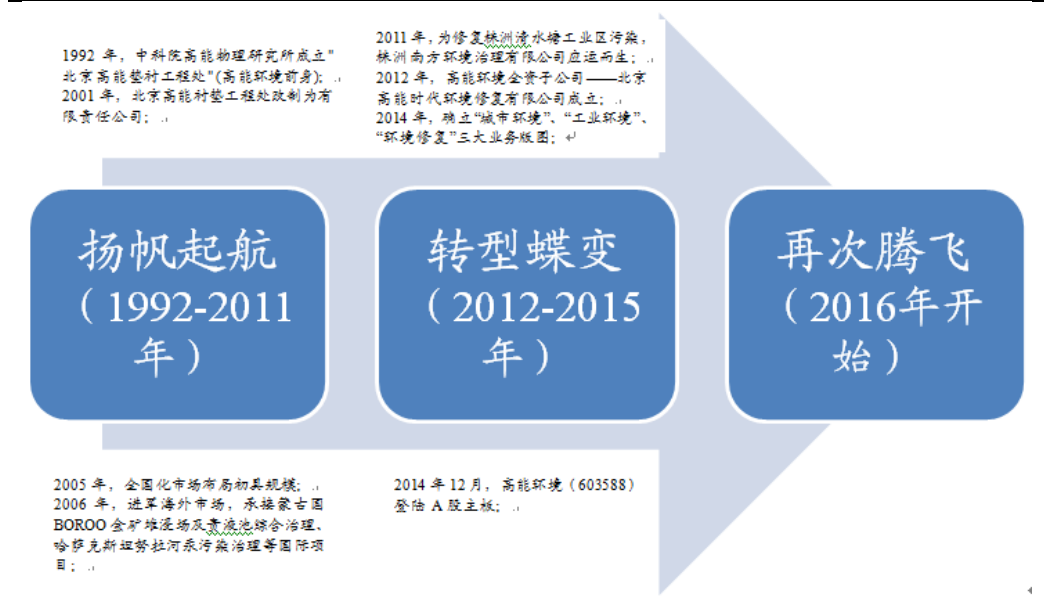 1992 年，中科院高能物理研究所成立"
北京高能垫衬工程处"(高能环境前身)；
2001 年，北京高能衬垫工程处改制为有
限责任公司；
2011 年，为修复株洲清水塘工业区污染，
株洲南方环境治理有限公司应运而生；
2012 年，高能环境全资子公司——北京
高能时代环境修复有限公司成立；
2014 年，确立“城市环境”、“工业环境”、
“环境修复”三大业务版图；
扬帆起航
（1992-2011
年）
转型蝶变
（2012-2015
年）
再次腾飞
（2016年开
始）
2005 年，全国化市场布局初具规模；
2006 年，进军海外市场，承接蒙古国
BOROO 金矿堆浸场及贵液池综合治理、
哈萨克斯坦努拉河汞污染治理等国际项
目；
2014 年 12 月，高能环境（603588）
登陆 A 股主板；